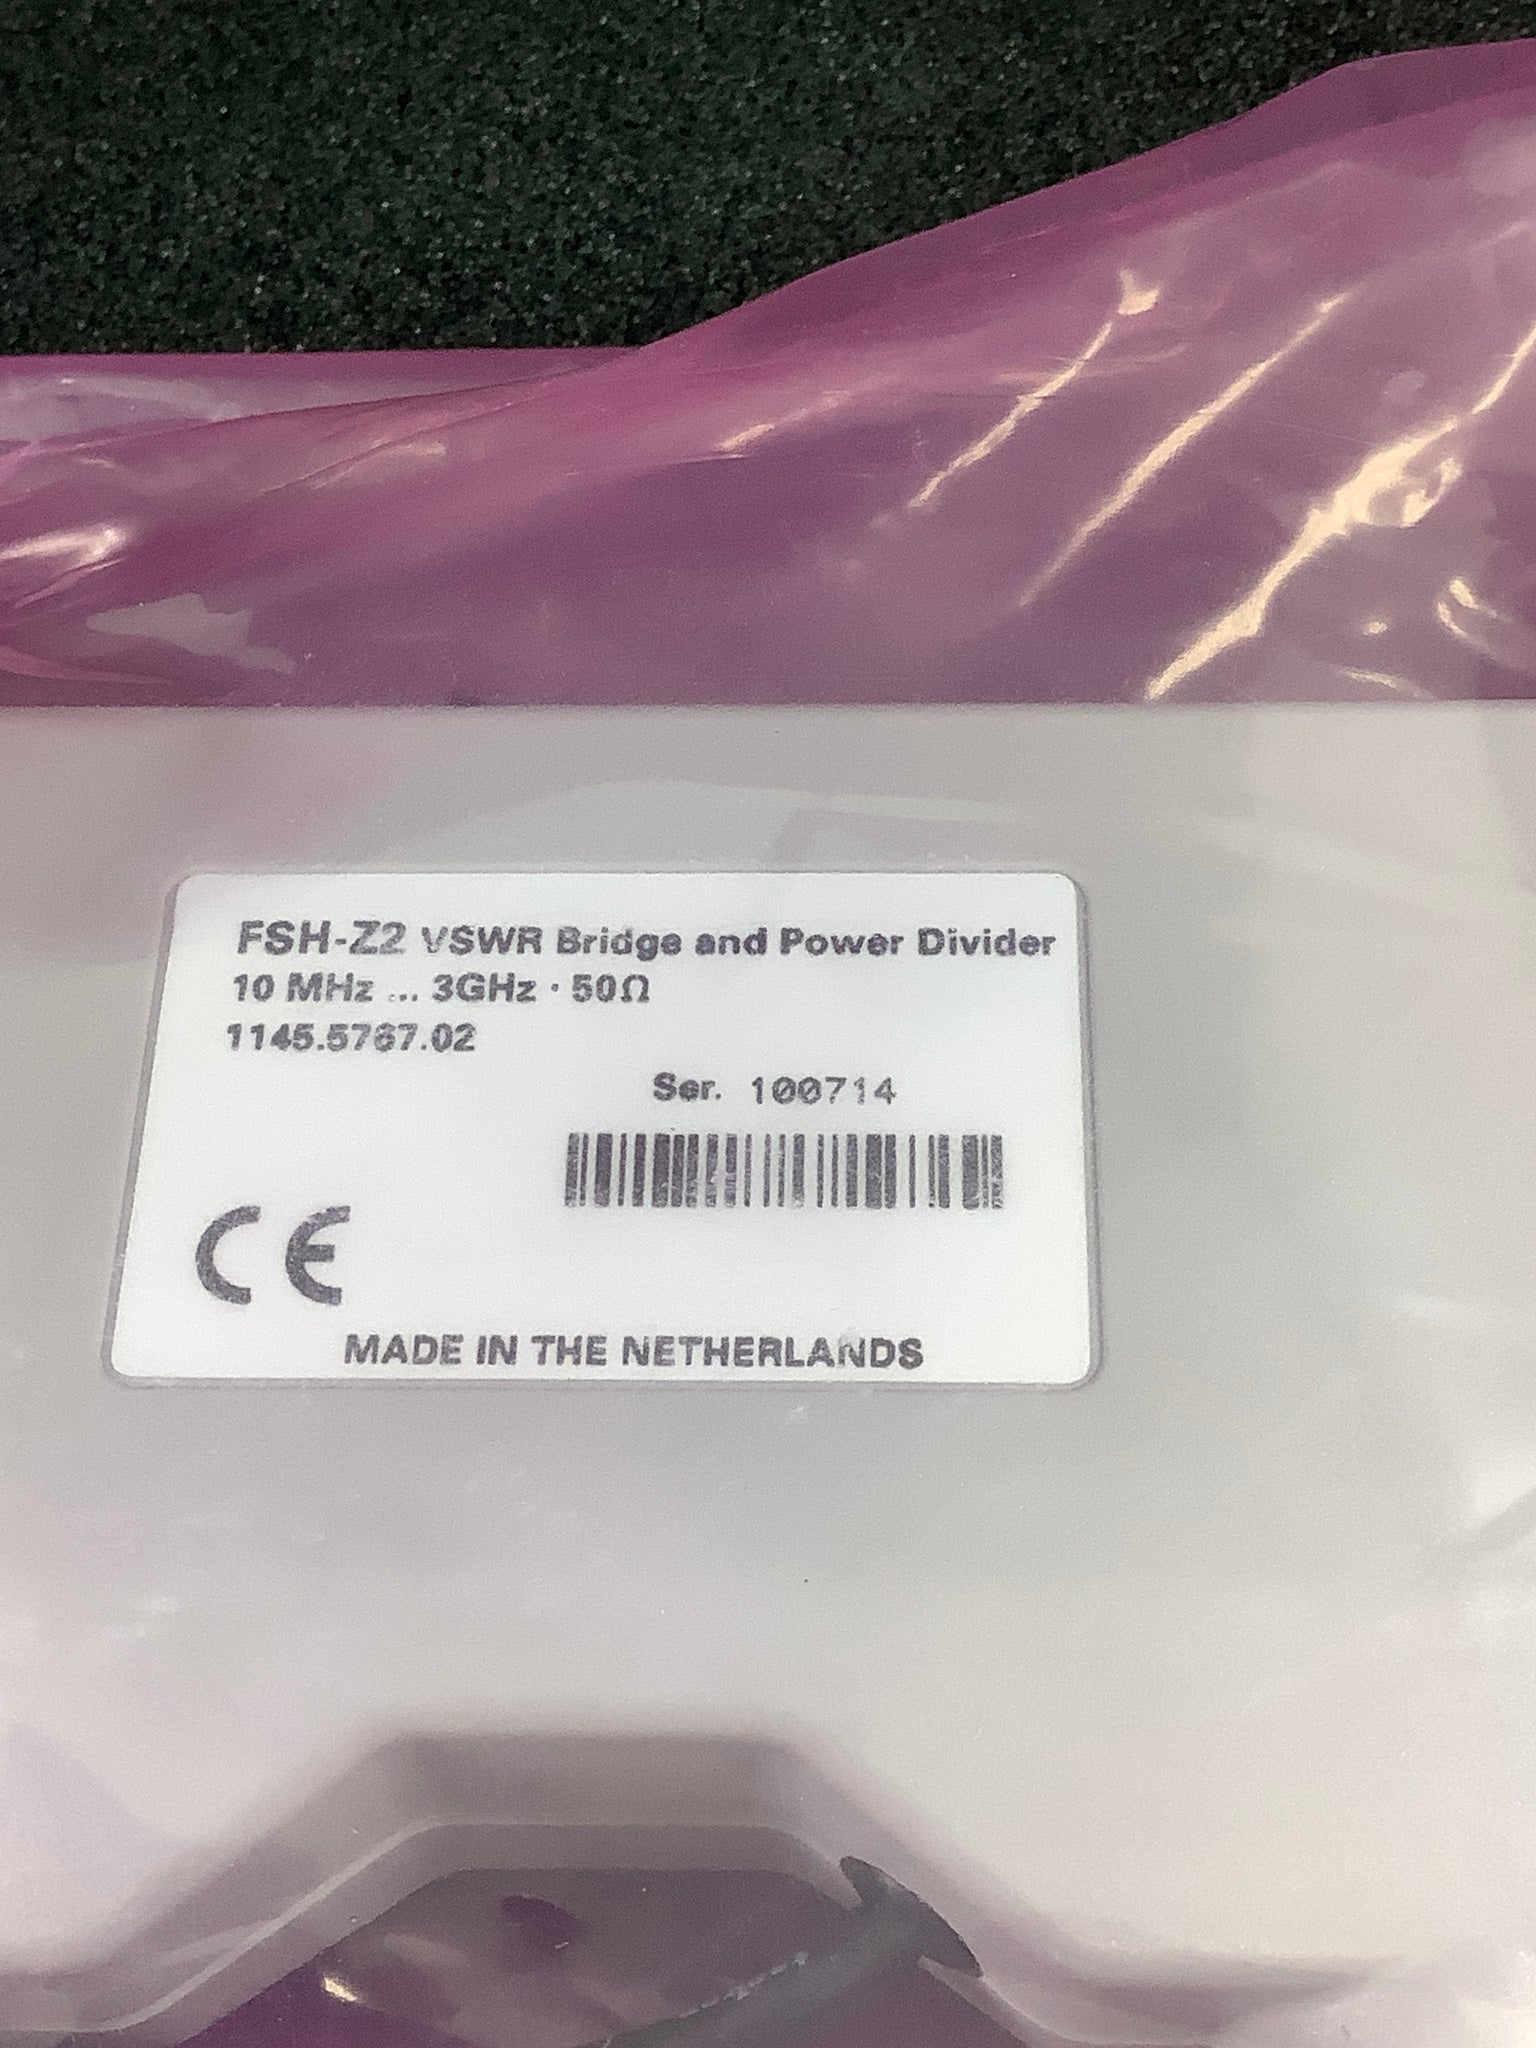 FSH-Z2 VSWR Bridge and Power Divider
10 MHz ... 3GHz · 50Ω
1145.5767.02
Ser. 100714
CE
MADE IN THE NETHERLANDS